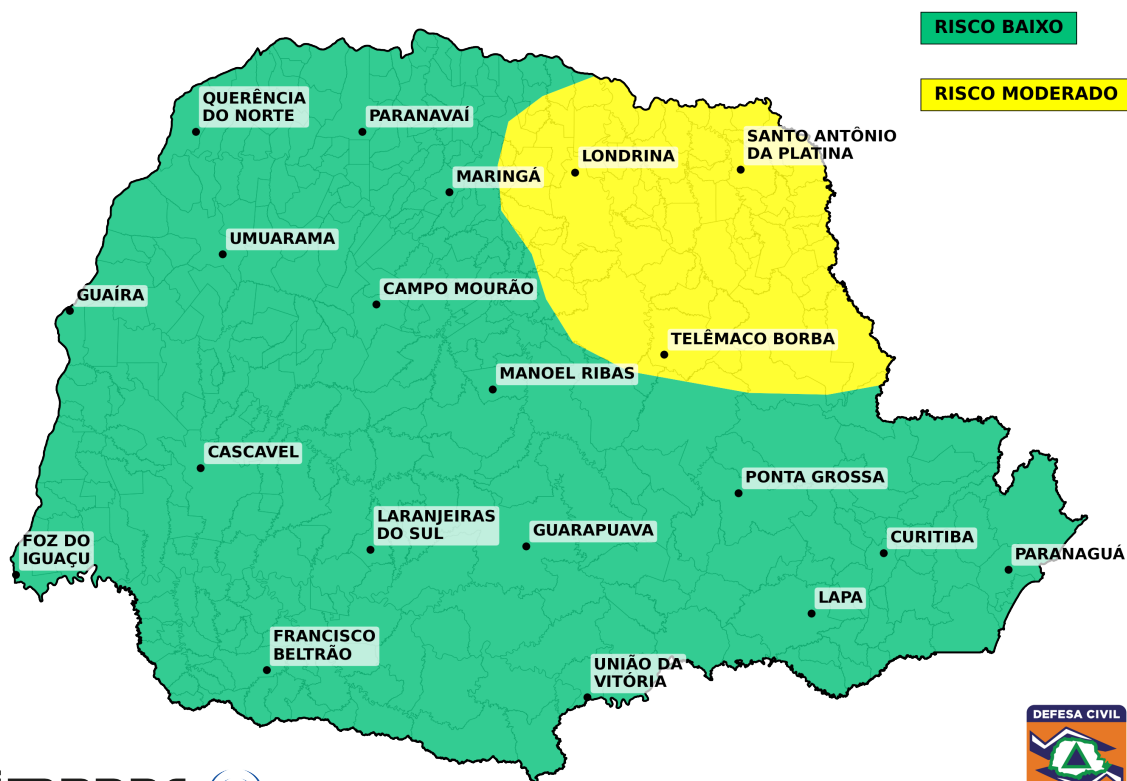 RISCO BAIXO
RISCO MODERADO
QUERÊNCIA
DO NORTE
PARANAVAÍ
SANTO ANTÔNIO
DA PLATINA
LONDRINA
MARINGÁ
UMUARAMA
CAMPO MOURÃO
GUAÍRA
TELÊMACO BORBA
MANOEL RIBAS
CASCAVEL
PONTA GROSSA
LARANJEIRAS
DO SUL
GUARAPUAVA
CURITIBA
FOZ DO
IGUAÇU
PARANAGUÁ
LAPA
FRANCISCO
BELTRÃO
UNIÃO DA
VITÓRIA
DEFESA CIVIL